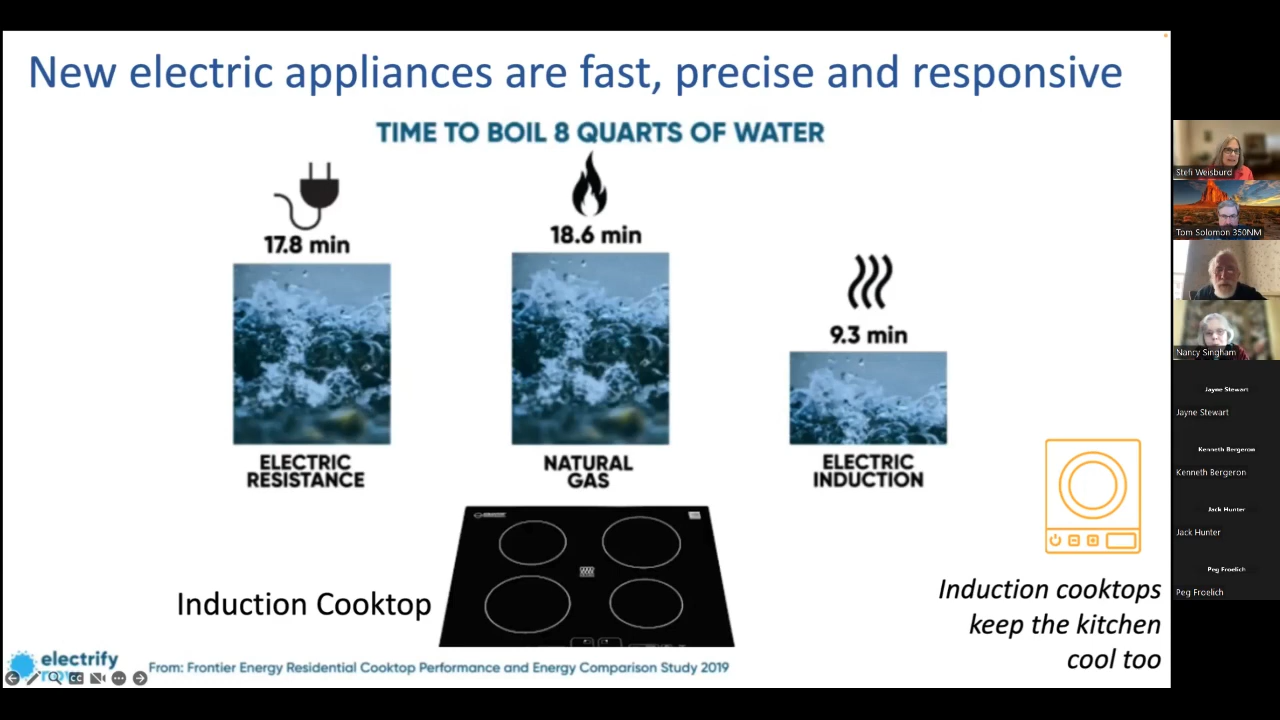 New electric appliances are fast, precise and responsive
TIME TO BOIL 8 QUARTS OF WATER
17.8 min
18.6 min
9.3 min
ELECTRIC
RESISTANCE
NATURAL
GAS
ELECTRIC
INDUCTION
Induction Cooktop
Induction cooktops
keep the kitchen
cool too
electrify
From: Frontier Energy Residential Cooktop Performance and Energy Comparison Study 2019
CC
Stefi Weisburd
Tom Solomon 350NM
Nancy Singham
Jayne Stewart
Jayne Stewart
Kenneth Bergeron
Kenneth Bergeron
Jack Hunter
Jack Hunter
Peg Froelich
Peg Froelich